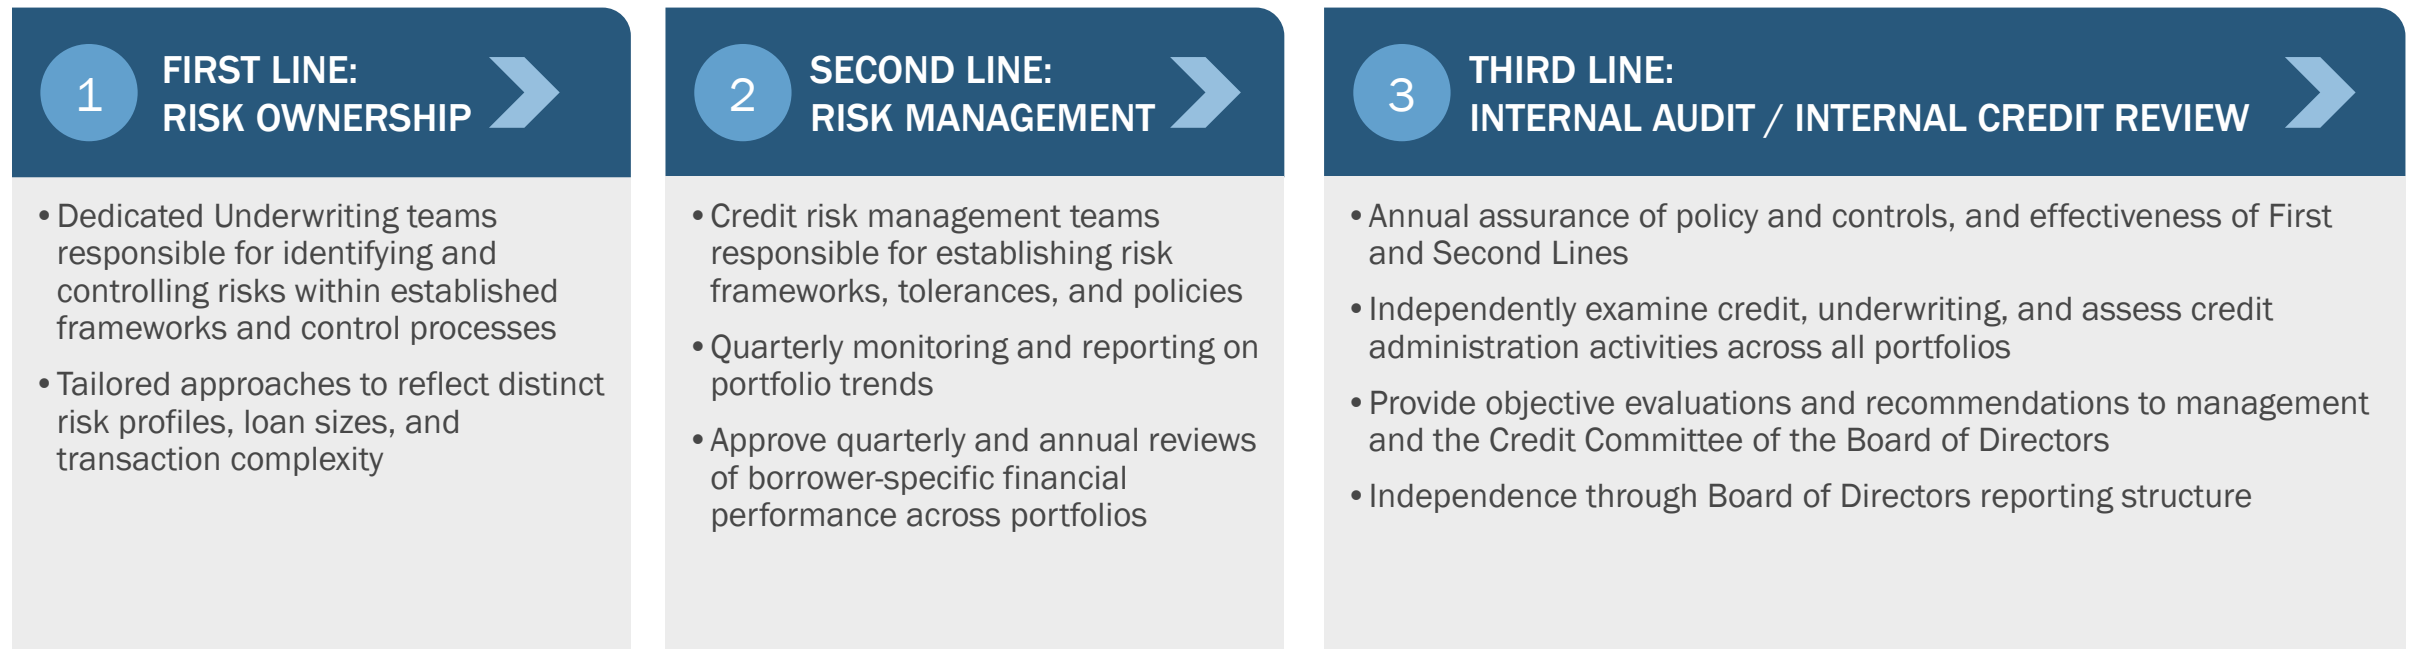 1
FIRST LINE:
RISK OWNERSHIP
•Dedicated Underwriting teams
responsible for identifying and
controlling risks within established
frameworks and control processes
•Tailored approaches to reflect distinct
risk profiles, loan sizes, and
transaction complexity
2
SECOND LINE:
RISK MANAGEMENT
•Credit risk management teams
responsible for establishing risk
frameworks, tolerances, and policies
•Quarterly monitoring and reporting on
portfolio trends
•Approve quarterly and annual reviews
of borrower-specific financial
performance across portfolios
3
THIRD LINE:
INTERNAL AUDIT / INTERNAL CREDIT REVIEW
•Annual assurance of policy and controls, and effectiveness of First
and Second Lines
•Independently examine credit, underwriting, and assess credit
administration activities across all portfolios
•Provide objective evaluations and recommendations to management
and the Credit Committee of the Board of Directors
•Independence through Board of Directors reporting structure